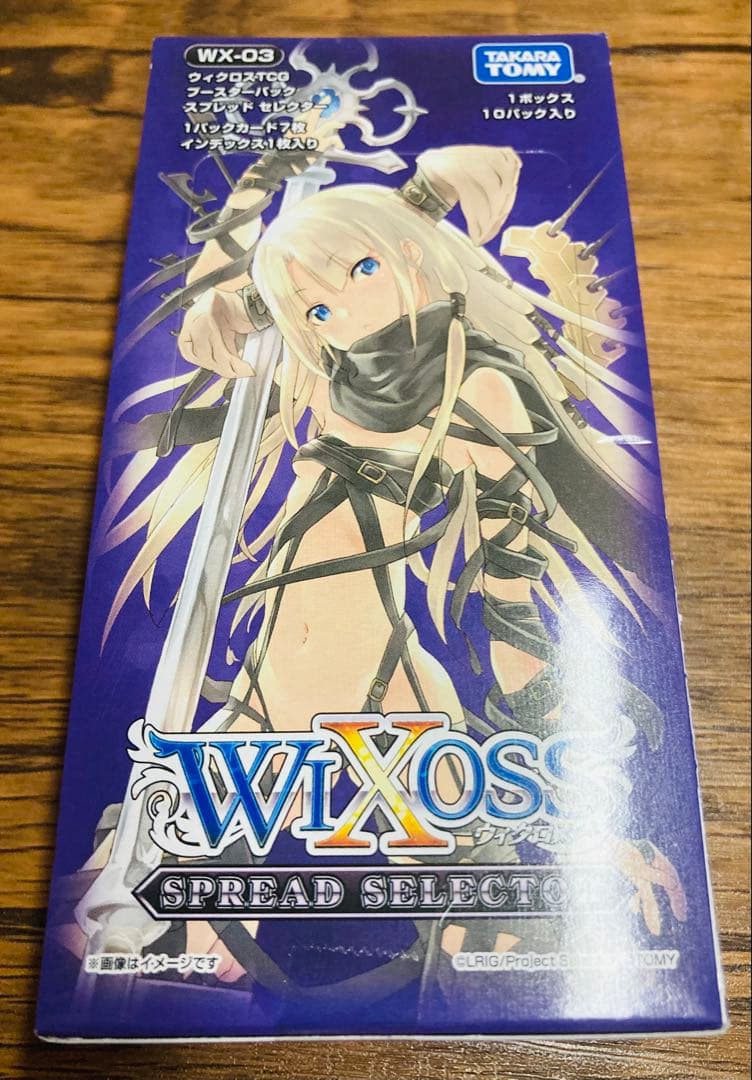 WX-03
ウィクロスTCG
ブースターパック
スプレッド セレクター
1パックカード7枚
インデックス1枚入り
TAKARA
TOMY
1ボックス
10パック入り
WIXOSS
ウィクロス
SPREAD SELECTO
※画像はイメージです
©LRIG/Project S TOMY